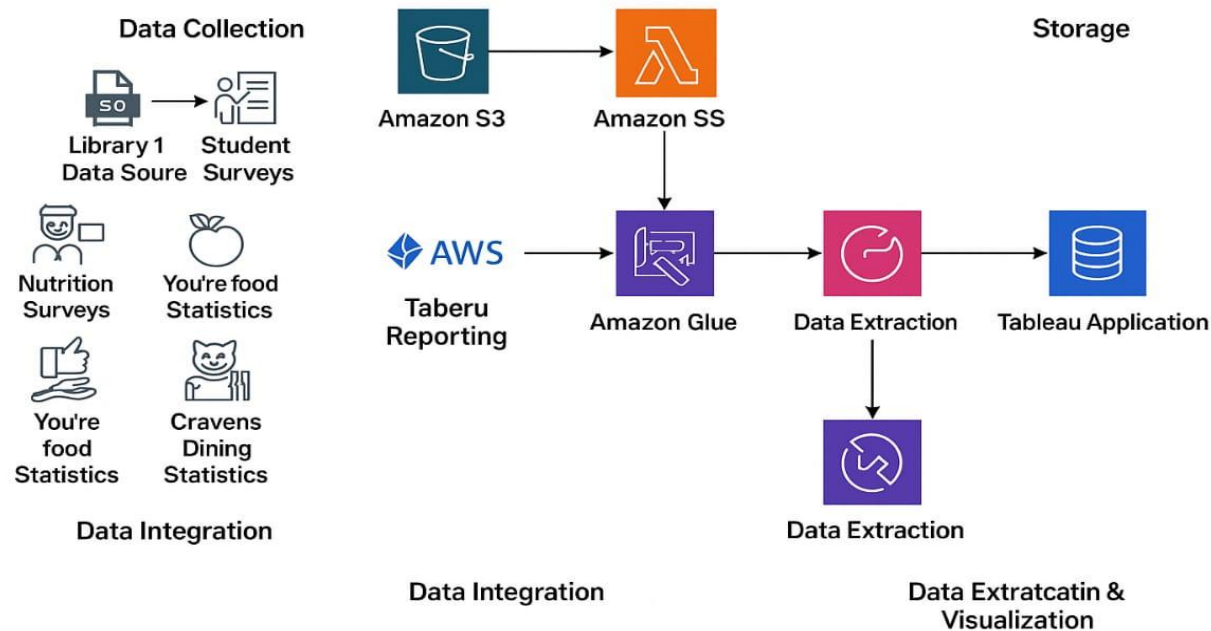 Data Collection
Storage
SO
Library 1
Data Soure
Student
Surveys
Amazon S3
Amazon SS
Nutrition
Surveys
You're food
Statistics
AWS
Taberu
Reporting
Amazon Glue
Data Extraction
Tableau Application
You're
food
Statistics
Cravens
Dining
Statistics
Data Integration
Data Extraction
Data Integration
Data Extratcatin &
Visualization